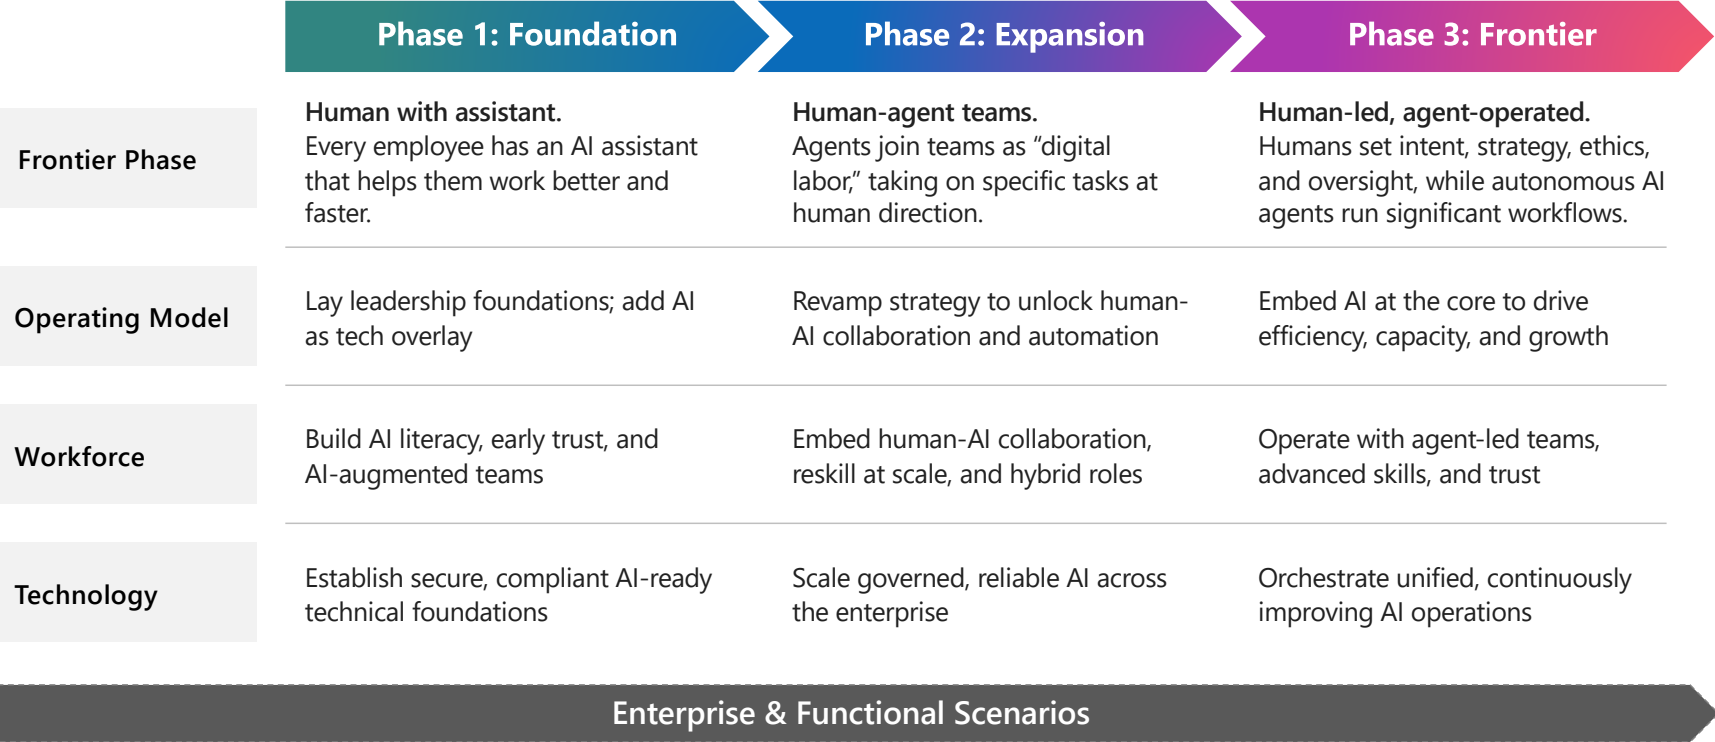 Phase 1: Foundation
Phase 2: Expansion
Phase 3: Frontier
Frontier Phase
Human with assistant.
Every employee has an AI assistant
that helps them work better and
faster.
Human-agent teams.
Agents join teams as “digital
labor,” taking on specific tasks at
human direction.
Human-led, agent-operated.
Humans set intent, strategy, ethics,
and oversight, while autonomous AI
agents run significant workflows.
Operating Model
Lay leadership foundations; add AI
as tech overlay
Revamp strategy to unlock human-
AI collaboration and automation
Embed AI at the core to drive
efficiency, capacity, and growth
Workforce
Build AI literacy, early trust, and
AI-augmented teams
Embed human-AI collaboration,
reskill at scale, and hybrid roles
Operate with agent-led teams,
advanced skills, and trust
Technology
Establish secure, compliant AI-ready
technical foundations
Scale governed, reliable AI across
the enterprise
Orchestrate unified, continuously
improving AI operations
Enterprise & Functional Scenarios